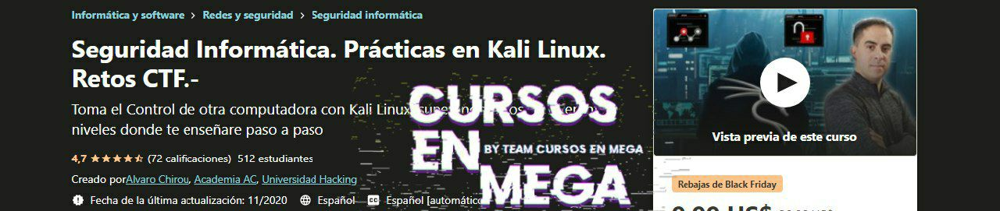 Informática y software > Redes y seguridad > Seguridad informática
Seguridad Informática. Prácticas en Kali Linux.
Retos CTF.-
Toma el Control de otra computadora con Kali Linux
niveles donde te enseñare paso a paso
4,7 (72 calificaciones) 512 estudiantes
Creado por Alvaro Chirou, Academia AC, Universidad Hacking
Fecha de la última actualización: 11/2020 Español Español [automático
CURSOS
EN
BY TEAM CURSOS EN MEGA
MEGA
Vista previa de este curso
Rebajas de Black Friday